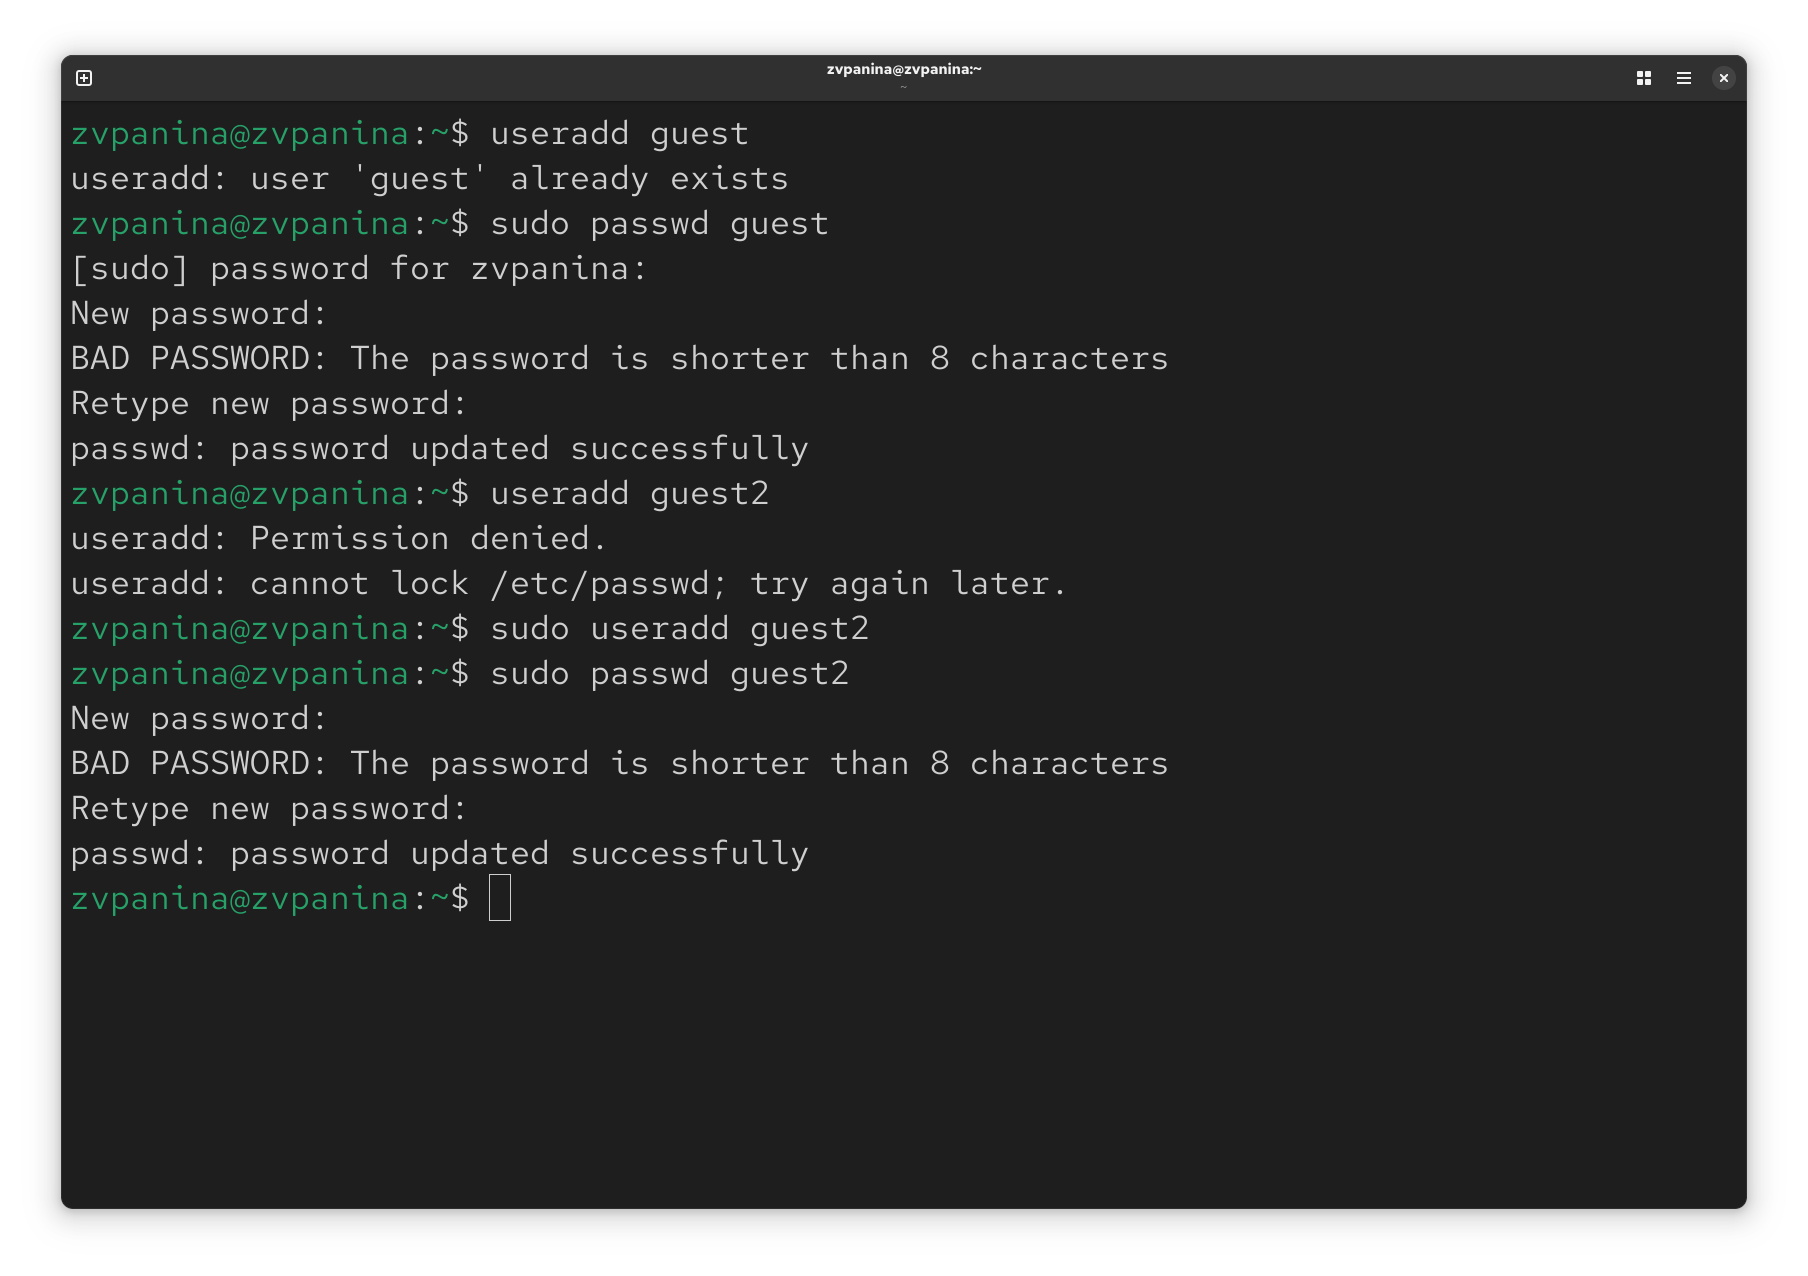 zvpanina@zvpanina:~
~
zvpanina@zvpanina:~$ useradd guest
useradd: user 'guest' already exists
zvpanina@zvpanina:~$ sudo passwd guest
[sudo] password for zvpanina:
New password:
BAD PASSWORD: The password is shorter than 8 characters
Retype new password:
passwd: password updated successfully
zvpanina@zvpanina:~$ useradd guest2
useradd: Permission denied.
useradd: cannot lock /etc/passwd; try again later.
zvpanina@zvpanina:~$ sudo useradd guest2
zvpanina@zvpanina:~$ sudo passwd guest2
New password:
BAD PASSWORD: The password is shorter than 8 characters
Retype new password:
passwd: password updated successfully
zvpanina@zvpanina:~$